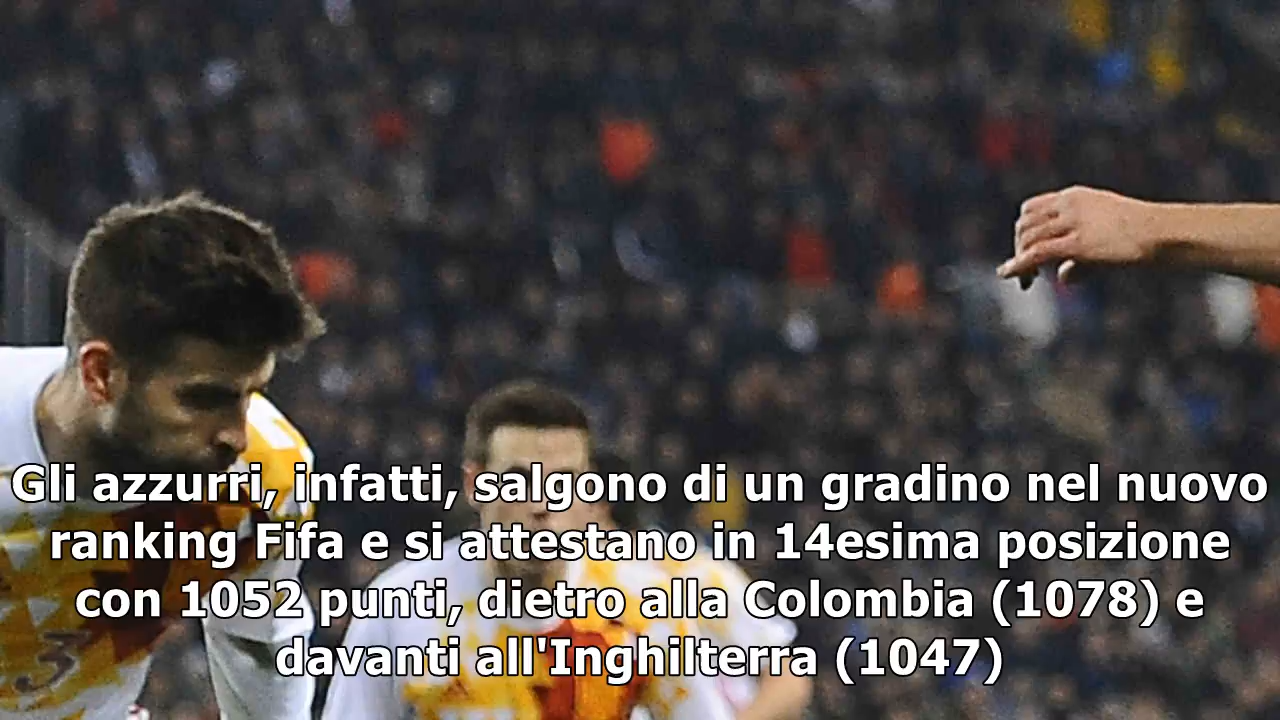 Gli azzurri, infatti, salgono di un gradino nel nuovo
ranking Fifa e si attestano in 14esima posizione
con 1052 punti, dietro alla Colombia (1078) e
davanti all'Inghilterra (1047)
3